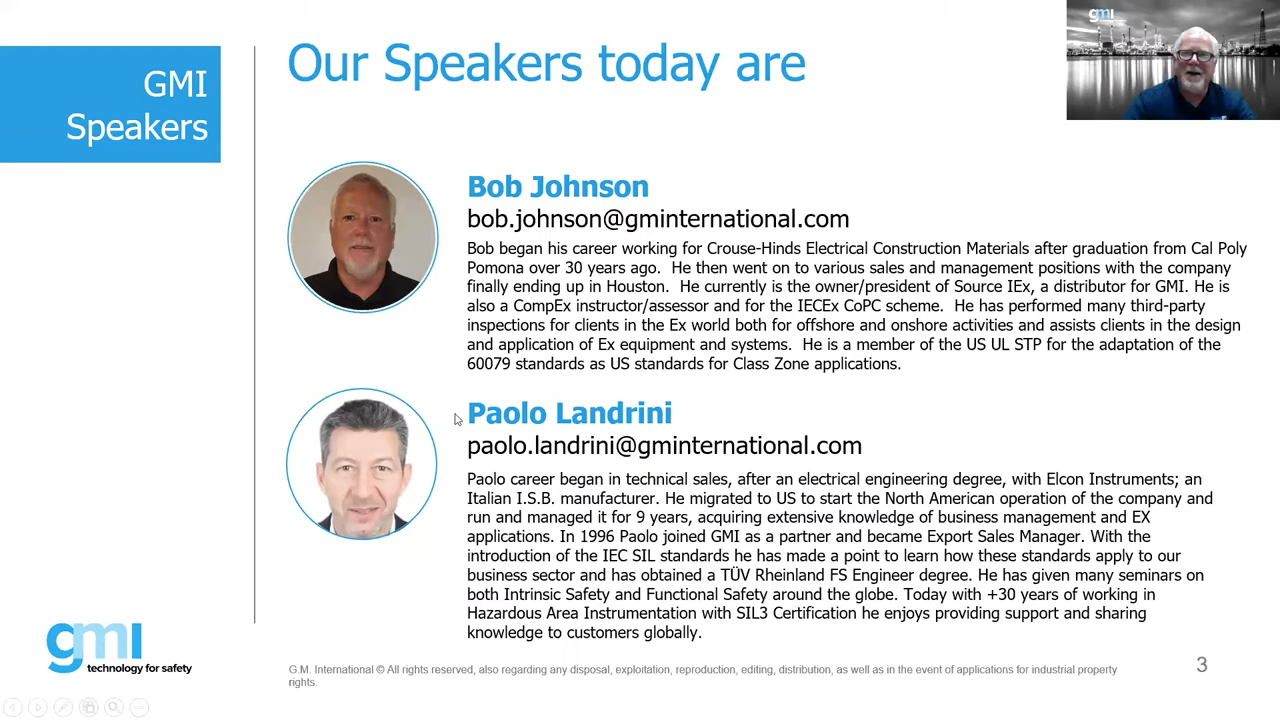 GMI
Speakers
Our Speakers today are
gmi
Bob Johnson
bob.johnson@gminternational.com
Bob began his career working for Crouse-Hinds Electrical Construction Materials after graduation from Cal Poly
Pomona over 30 years ago. He then went on to various sales and management positions with the company
finally ending up in Houston. He currently is the owner/president of Source IEx, a distributor for GMI. He is
also a CompEx instructor/assessor and for the IECEx CoPC scheme. He has performed many third-party
inspections for clients in the Ex world both for offshore and onshore activities and assists clients in the design
and application of Ex equipment and systems. He is a member of the US UL STP for the adaptation of the
60079 standards as US standards for Class Zone applications.
Paolo Landrini
paolo.landrini@gminternational.com
Paolo career began in technical sales, after an electrical engineering degree, with Elcon Instruments; an
Italian I.S.B. manufacturer. He migrated to US to start the North American operation of the company and
run and managed it for 9 years, acquiring extensive knowledge of business management and EX
applications. In 1996 Paolo joined GMI as a partner and became Export Sales Manager. With the
introduction of the IEC SIL standards he has made a point to learn how these standards apply to our
business sector and has obtained a TÜV Rheinland FS Engineer degree. He has given many seminars on
both Intrinsic Safety and Functional Safety around the globe. Today with +30 years of working in
Hazardous Area Instrumentation with SIL3 Certification he enjoys providing support and sharing
knowledge to customers globally.
gmi
technology for safety
G.M. International © All rights reserved, also regarding any disposal, exploitation, reproduction, editing, distribution, as well as in the event of applications for industrial property
rights.
3